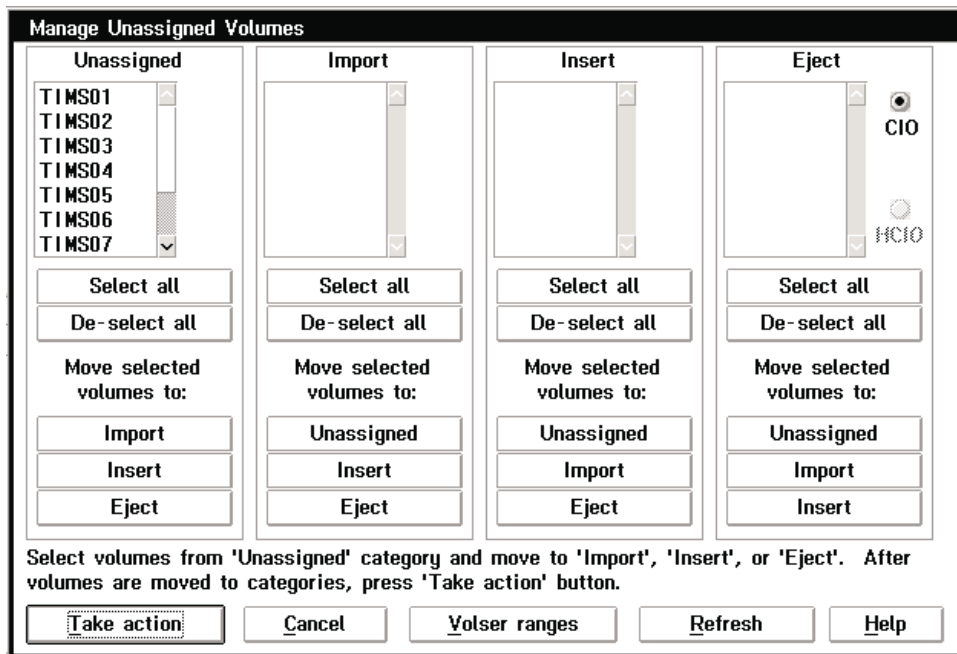 Manage Unassigned Volumes
Unassigned
TIMS01
TIMS02
TIMS03
TIMS04
TIMS05
TIMS06
TIMS07
Select all
De-select all
Move selected
volumes to:
Import
Insert
Eject
Import
Select all
De-select all
Move selected
volumes to:
Unassigned
Insert
Eject
Insert
Select all
De-select all
Move selected
volumes to:
Unassigned
Import
Eject
Eject
CIO
HCIO
Select all
De-select all
Move selected
volumes to:
Unassigned
Import
Insert
Select volumes from 'Unassigned' category and move to 'Import', 'Insert', or 'Eject'. After
volumes are moved to categories, press 'Take action' button.
Take action
Cancel
Volser ranges
Refresh
Help